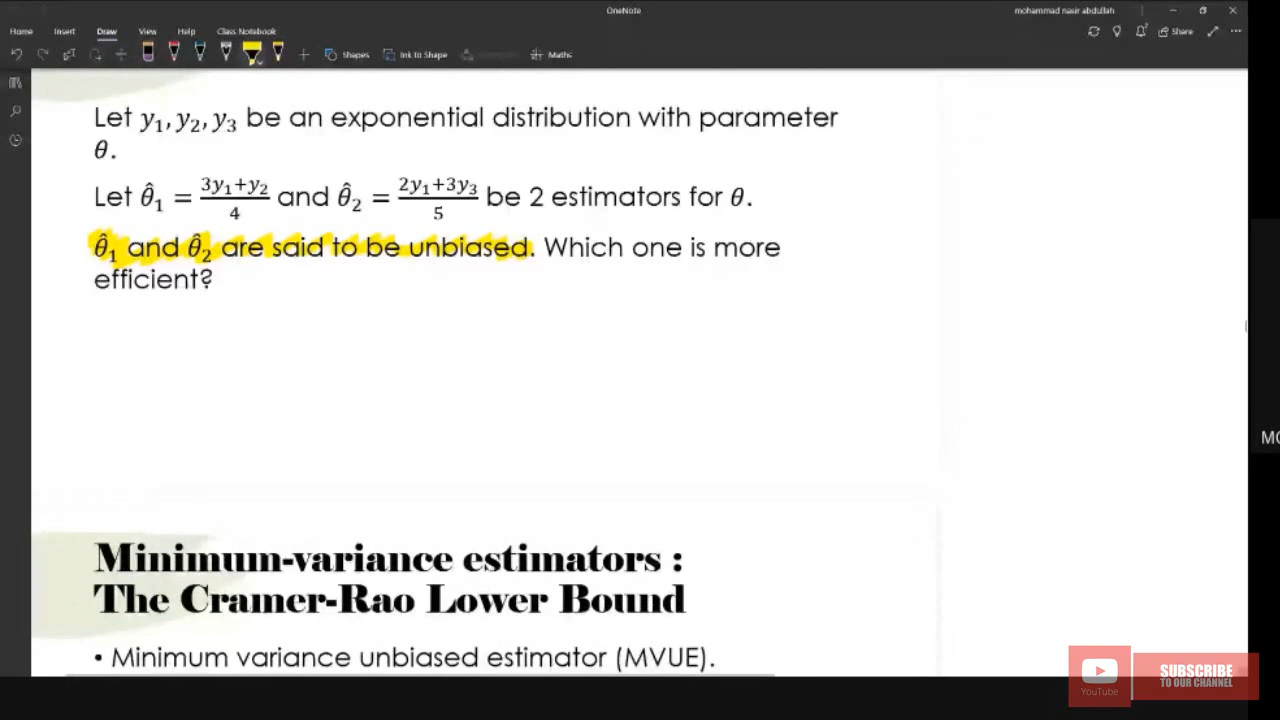 OneNote
mohammad nasir abdullah
Home Insert Draw View Help Class Notebook
Share
Shapes Ink to Shape Maths
Let y₁, y₂, y₃ be an exponential distribution with parameter
θ.
Let θ̂₁ = (3y₁+y₂)/4 and θ̂₂ = (2y₁+3y₃)/5 be 2 estimators for θ.
θ̂₁ and θ̂₂ are said to be unbiased. Which one is more
efficient?
Minimum-variance estimators :
The Cramer-Rao Lower Bound
• Minimum variance unbiased estimator (MVUE).
YouTube
SUBSCRIBE
TO OUR CHANNEL